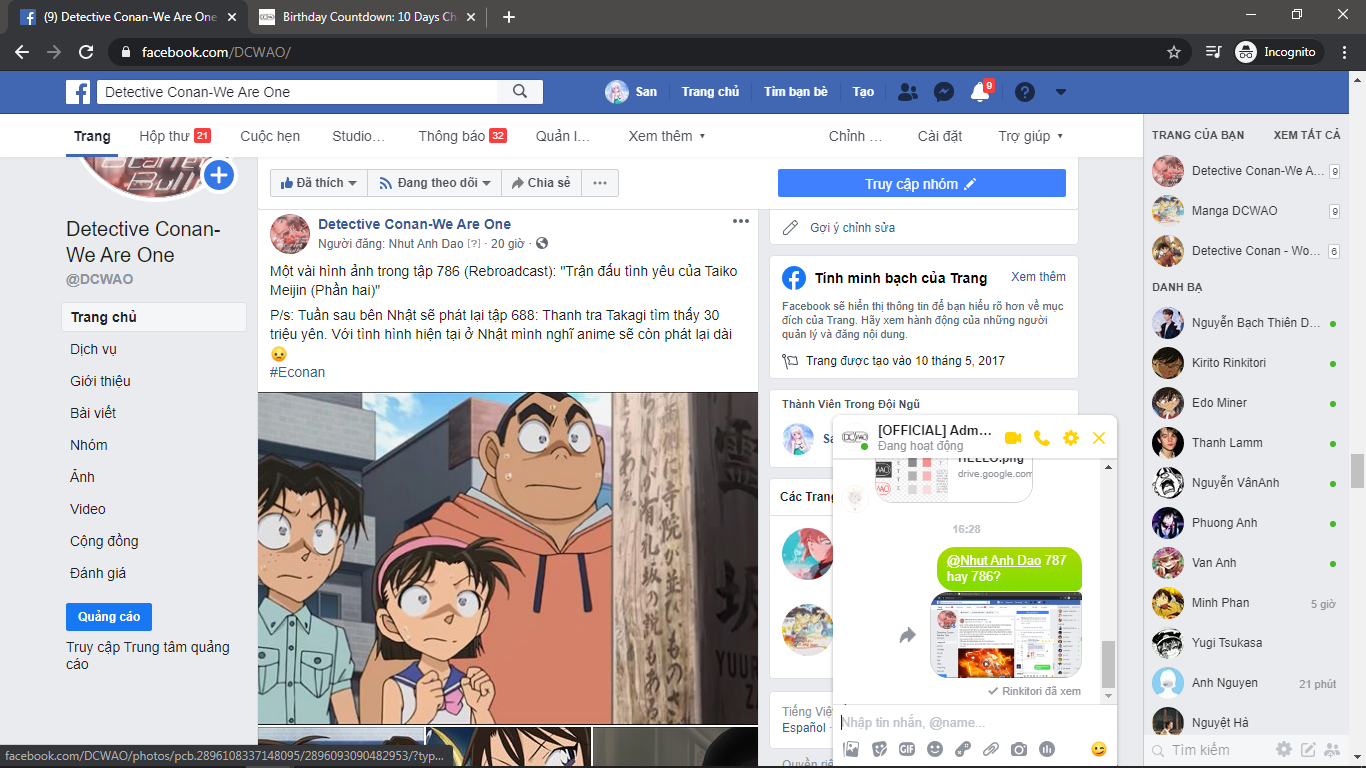 (9) Detective Conan-We Are One
Birthday Countdown: 10 Days Ch
facebook.com/DCWAO/
Incognito
Detective Conan-We Are One
San
Trang chủ
Tìm bạn bè
Tạo
9
Trang
Hộp thư 21
Cuộc hẹn
Studio…
Thông báo 32
Quản l…
Xem thêm
Chỉnh …
Cài đặt
Trợ giúp
Detective Conan-
We Are One
@DCWAO
Trang chủ
Dịch vụ
Giới thiệu
Bài viết
Nhóm
Ảnh
Video
Cộng đồng
Đánh giá
Quảng cáo
Truy cập Trung tâm quảng
cáo
Đã thích
Đang theo dõi
Chia sẻ
Truy cập nhóm
Detective Conan-We Are One
Người đăng: Nhut Anh Dao [?] · 20 giờ ·
Một vài hình ảnh trong tập 786 (Rebroadcast): "Trận đấu tình yêu của Taiko
Meijin (Phần hai)"
P/s: Tuần sau bên Nhật sẽ phát lại tập 688: Thanh tra Takagi tìm thấy 30
triệu yên. Với tình hình hiện tại ở Nhật mình nghĩ anime sẽ còn phát lại dài
#Econan
Gợi ý chỉnh sửa
Tính minh bạch của Trang
Xem thêm
Facebook sẽ hiển thị thông tin để bạn hiểu rõ hơn về mục
đích của Trang. Hãy xem hành động của những người
quản lý và đăng nội dung.
Trang được tạo vào 10 tháng 5, 2017
Thành Viên Trong Đội Ngũ
Sa
Các Trang
Tiếng Việt
Español ·
Quyền riê
[OFFICIAL] Adm…
Đang hoạt động
HELLO.png
drive.google.com
16:28
@Nhut Anh Dao 787
hay 786?
Rinkitori đã xem
Nhập tin nhắn, @name...
GIF
TRANG CỦA BẠN
XEM TẤT CẢ
Detective Conan-We A… 9
Manga DCWAO 9
Detective Conan - Wo… 6
DANH BẠ
Nguyễn Bạch Thiên D…
Kirito Rinkitori
Edo Miner
Thanh Lamm
Nguyễn VânAnh
Phuong Anh
Van Anh
Minh Phan 5 giờ
Yugi Tsukasa
Anh Nguyen 21 phút
Nguyệt Hà
Tìm kiếm
facebook.com/DCWAO/photos/pcb.2896108337148095/2896093090482953/?typ...